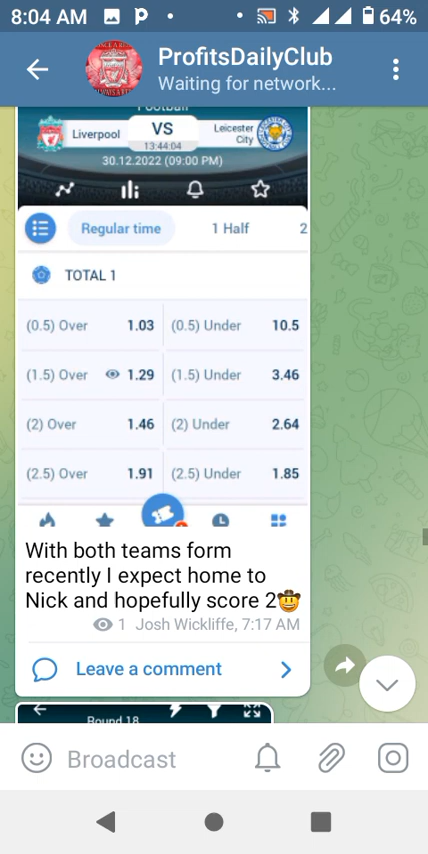 8:04 AM
64%
ProfitsDailyClub
Waiting for network...
Football
Liverpool
VS
Leicester
City
13:44:04
30.12.2022 (09:00 PM)
Regular time
1 Half
2
TOTAL 1
(0.5) Over 1.03 (0.5) Under 10.5
(1.5) Over 1.29 (1.5) Under 3.46
(2) Over 1.46 (2) Under 2.64
(2.5) Over 1.91 (2.5) Under 1.85
With both teams form
recently I expect home to
Nick and hopefully score 2🤠
1 Josh Wickliffe, 7:17 AM
Leave a comment
Round 18
Broadcast